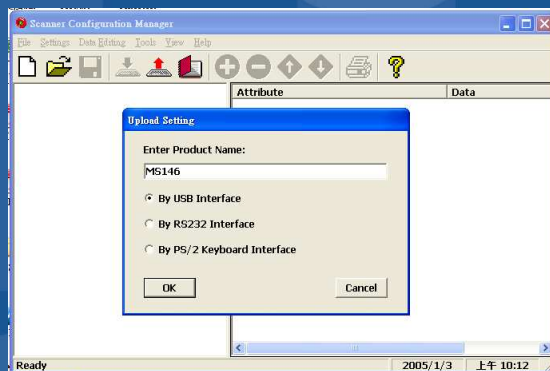 Scanner Configuration Manager
File Settings Data Editing Tools View Help
Attribute Data
Upload Setting
Enter Product Name:
MS146
By USB Interface
By RS232 Interface
By PS/2 Keyboard Interface
OK Cancel
Ready 2005/1/3 上午 10:12